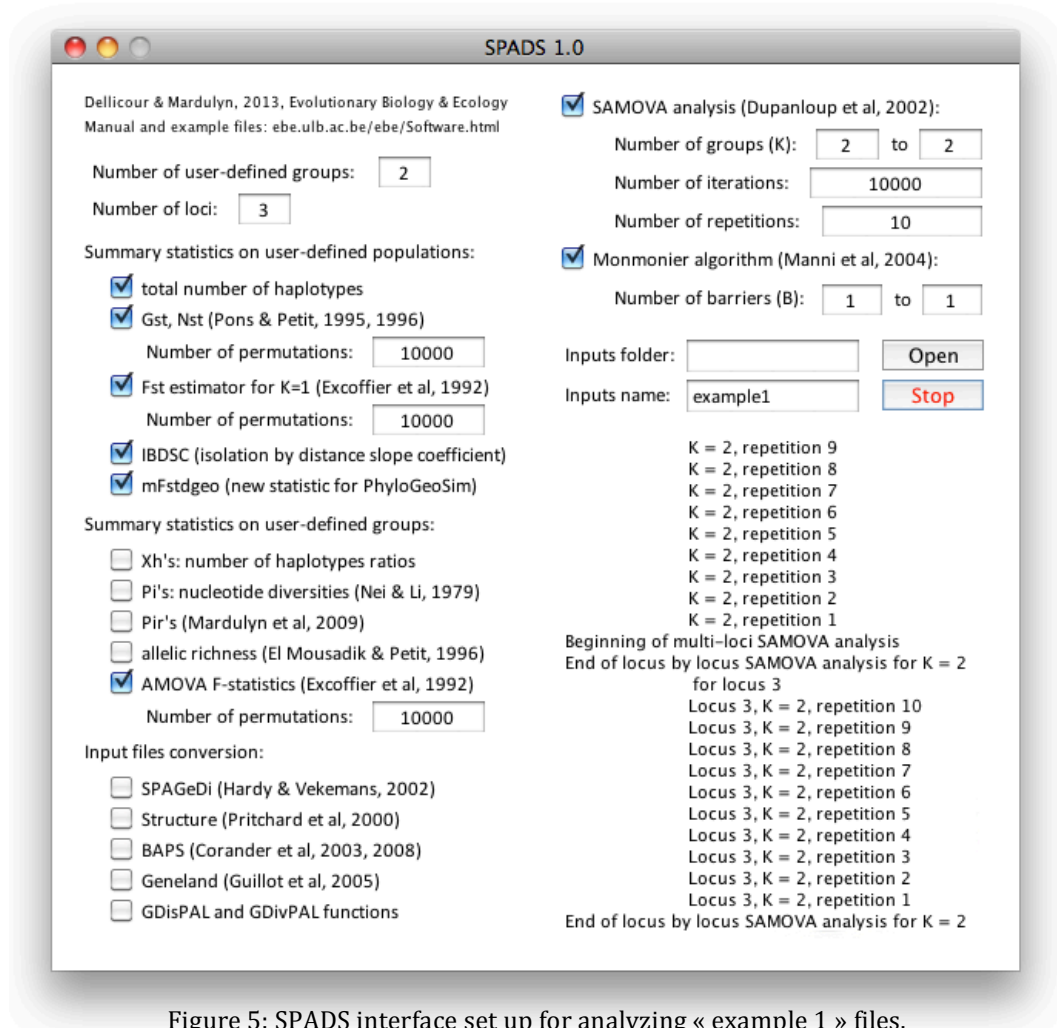 SPADS 1.0
Dellicour & Mardulyn, 2013, Evolutionary Biology & Ecology
Manual and example files: ebe.ulb.ac.be/ebe/Software.html
Number of user-defined groups: 2
Number of loci: 3
Summary statistics on user-defined populations:
total number of haplotypes
Gst, Nst (Pons & Petit, 1995, 1996)
Number of permutations: 10000
Fst estimator for K=1 (Excoffier et al, 1992)
Number of permutations: 10000
IBDSC (isolation by distance slope coefficient)
mFstdgeo (new statistic for PhyloGeoSim)
Summary statistics on user-defined groups:
Xh's: number of haplotypes ratios
Pi's: nucleotide diversities (Nei & Li, 1979)
Pir's (Mardulyn et al, 2009)
allelic richness (El Mousadik & Petit, 1996)
AMOVA F-statistics (Excoffier et al, 1992)
Number of permutations: 10000
Input files conversion:
SPAGeDi (Hardy & Vekemans, 2002)
Structure (Pritchard et al, 2000)
BAPS (Corander et al, 2003, 2008)
Geneland (Guillot et al, 2005)
GDisPAL and GDivPAL functions
SAMOVA analysis (Dupanloup et al, 2002):
Number of groups (K): 2 to 2
Number of iterations: 10000
Number of repetitions: 10
Monmonier algorithm (Manni et al, 2004):
Number of barriers (B): 1 to 1
Inputs folder: Open
Inputs name: example1 Stop
K = 2, repetition 9
K = 2, repetition 8
K = 2, repetition 7
K = 2, repetition 6
K = 2, repetition 5
K = 2, repetition 4
K = 2, repetition 3
K = 2, repetition 2
K = 2, repetition 1
Beginning of multi-loci SAMOVA analysis
End of locus by locus SAMOVA analysis for K = 2
for locus 3
Locus 3, K = 2, repetition 10
Locus 3, K = 2, repetition 9
Locus 3, K = 2, repetition 8
Locus 3, K = 2, repetition 7
Locus 3, K = 2, repetition 6
Locus 3, K = 2, repetition 5
Locus 3, K = 2, repetition 4
Locus 3, K = 2, repetition 3
Locus 3, K = 2, repetition 2
Locus 3, K = 2, repetition 1
End of locus by locus SAMOVA analysis for K = 2
Figure 5: SPADS interface set up for analyzing « example 1 » files.